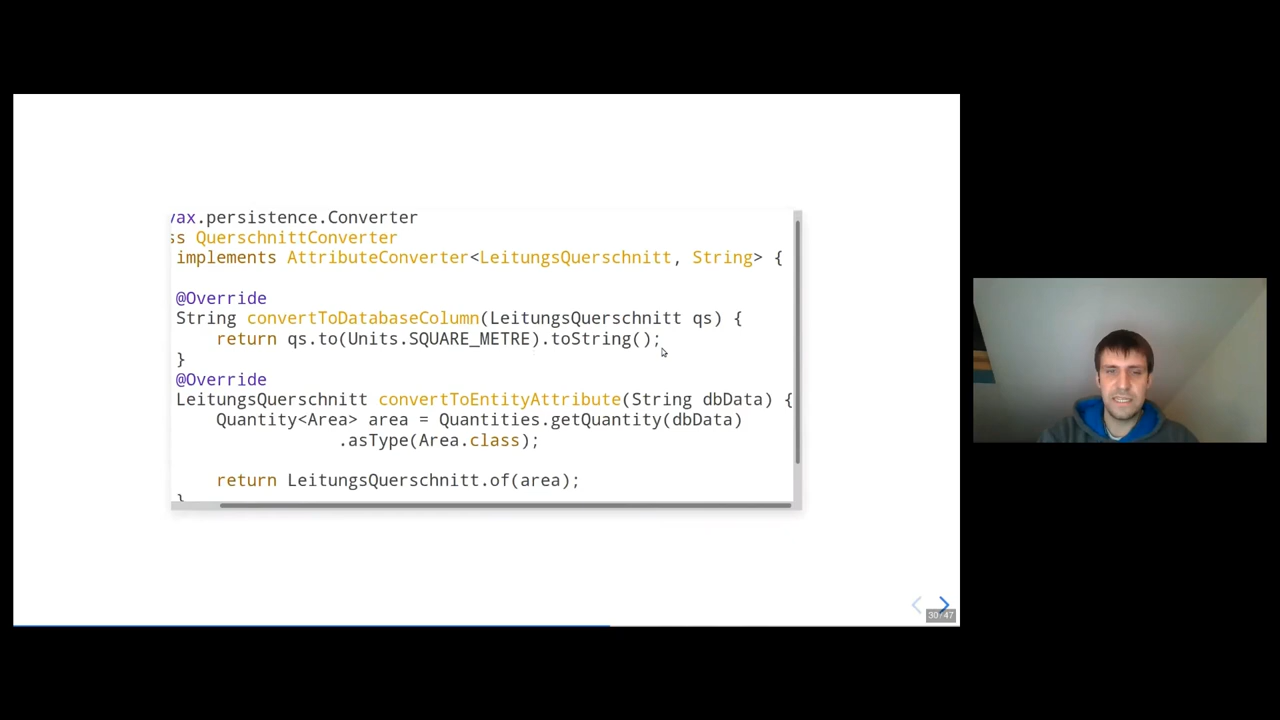 vax.persistence.Converter
ss QuerschnittConverter
implements AttributeConverter<LeitungsQuerschnitt, String> {
@Override
String convertToDatabaseColumn(LeitungsQuerschnitt qs) {
return qs.to(Units.SQUARE_METRE).toString();
}
@Override
LeitungsQuerschnitt convertToEntityAttribute(String dbData) {
Quantity<Area> area = Quantities.getQuantity(dbData)
.asType(Area.class);
return LeitungsQuerschnitt.of(area);
}
30/47